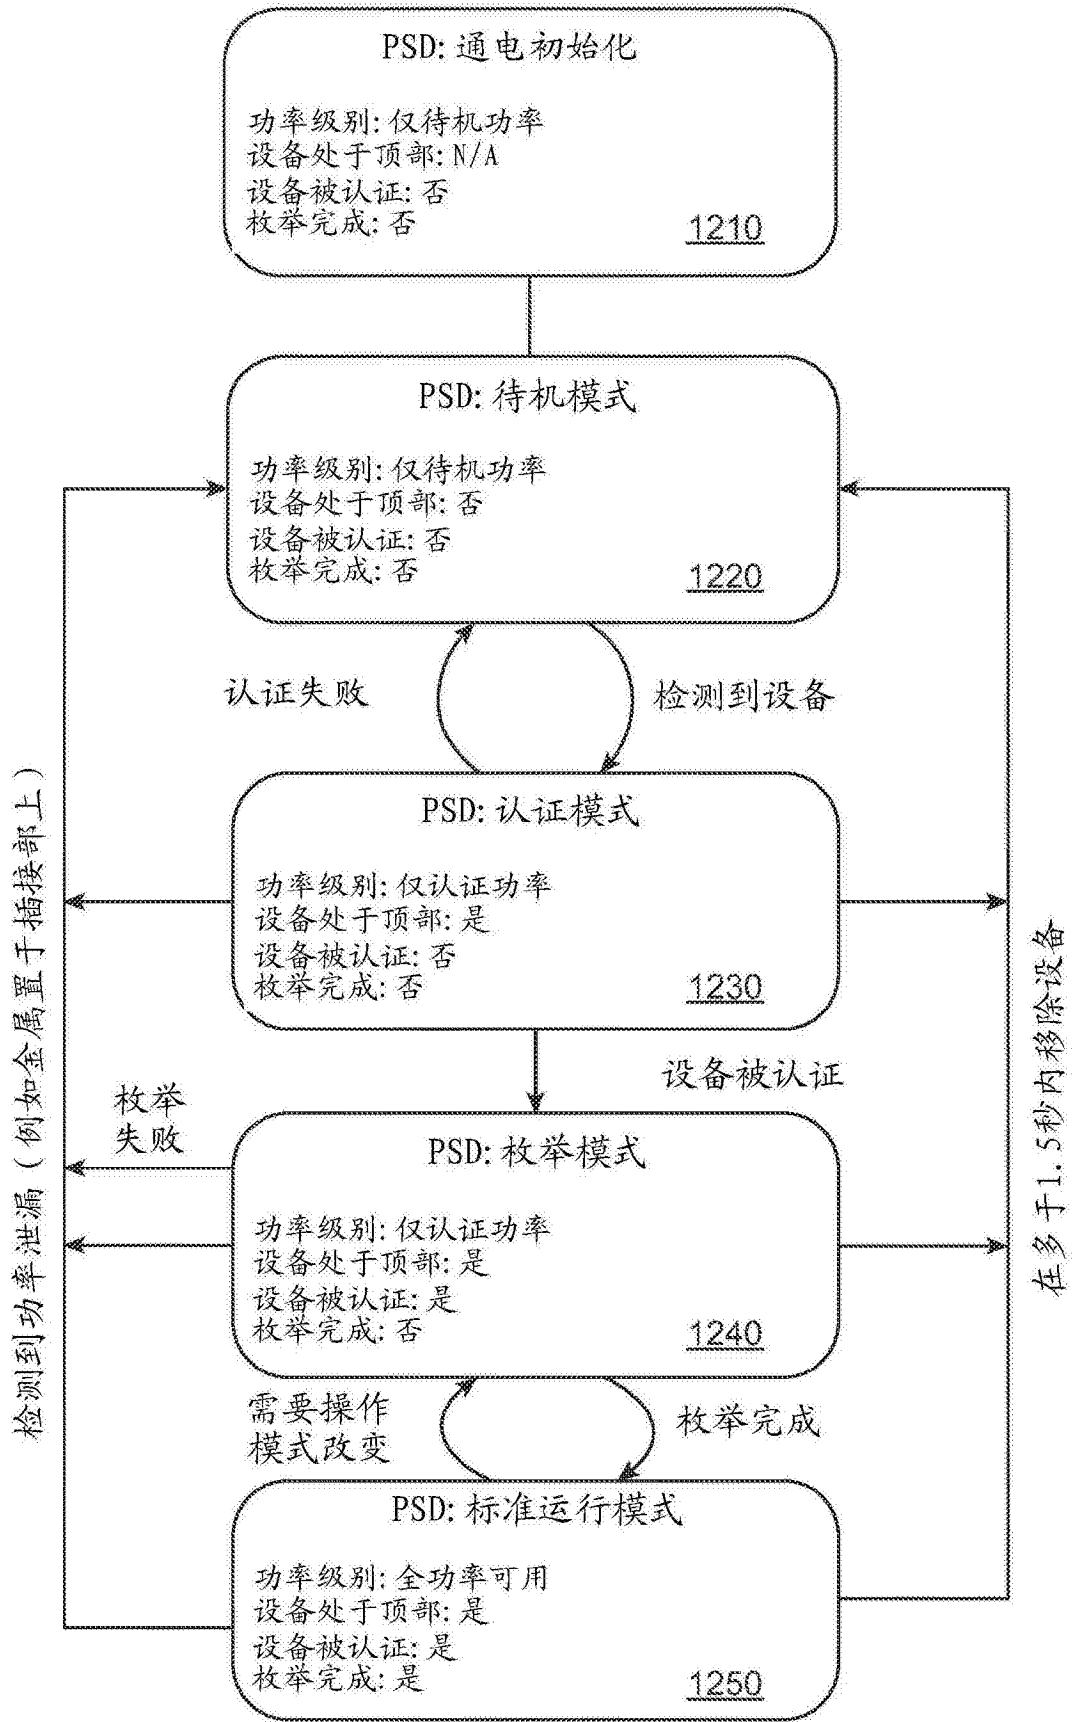 PSD: 通电初始化
功率级别: 仅待机功率
设备处于顶部: N/A
设备被认证: 否
枚举完成: 否
1210
PSD: 待机模式
功率级别: 仅待机功率
设备处于顶部: 否
设备被认证: 否
枚举完成: 否
1220
认证失败
检测到设备
PSD: 认证模式
功率级别: 仅认证功率
设备处于顶部: 是
设备被认证: 否
枚举完成: 否
1230
设备被认证
枚举
失败
PSD: 枚举模式
功率级别: 仅认证功率
设备处于顶部: 是
设备被认证: 是
枚举完成: 否
1240
需要操作
模式改变
枚举完成
PSD: 标准运行模式
功率级别: 全功率可用
设备处于顶部: 是
设备被认证: 是
枚举完成: 是
1250
检测到功率泄漏（例如金属置于插接部上）
在多于1.5秒内移除设备